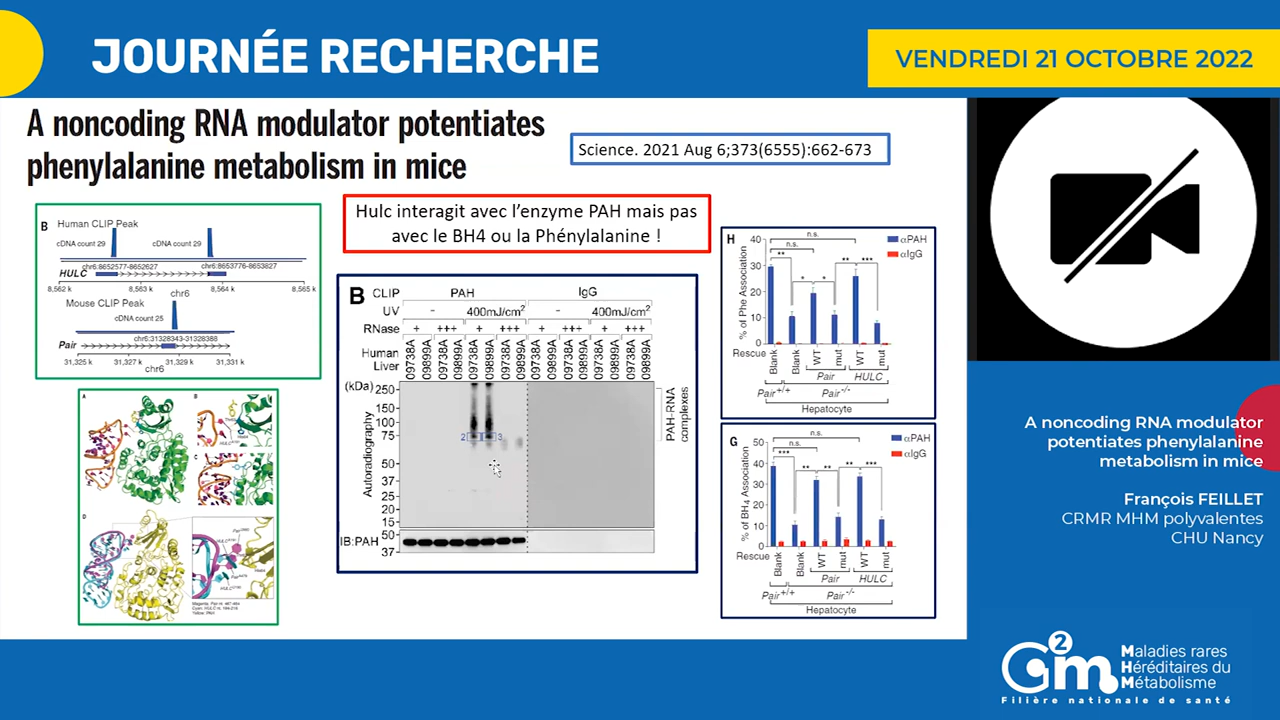 JOURNÉE RECHERCHE
VENDREDI 21 OCTOBRE 2022
A noncoding RNA modulator potentiates
phenylalanine metabolism in mice
Science. 2021 Aug 6;373(6555):662-673
Hulc interagit avec l'enzyme PAH mais pas
avec le BH4 ou la Phénylalanine !
B Human CLIP Peak
cDNA count 29 cDNA count 29
chr6:8652577-8652627 chr6:8653776-8653827
HULC
8,562 8,563 8,564 8,565
chr6
Mouse CLIP Peak
cDNA count 25
chr6:31328343-31328388
Pair
31,325 31,327 31,329 31,331
chr6
A B
C
D
B CLIP PAH IgG
UV - 400mJ/cm² - 400mJ/cm²
RNase + +++ + +++ + +++ + +++
Human Liver 09738A 09899A 09738A 09899A 09738A 09899A 09738A 09899A 09738A 09899A 09738A 09899A 09738A 09899A 09738A 09899A
(kDa)
250
150
100
75
50
37
25
20
15
2 3
Autoradiography
PAH-RNA complexes
IB:PAH 50
37
H
% of Phe Association
40
30
20
10
0
n.s.
n.s.
** * * ** ***
αPAH
αIgG
Rescue Blank Blank WT mut WT mut
Pair HULC
Pair+/+ Pair-/-
Hepatocyte
G
% of BH4 Association
50
40
30
20
10
0
n.s.
n.s.
*** ** ** ** ***
αPAH
αIgG
Rescue Blank Blank WT mut WT mut
Pair HULC
Pair+/+ Pair-/-
Hepatocyte
A noncoding RNA modulator
potentiates phenylalanine
metabolism in mice
François FEILLET
CRMR MHM polyvalentes
CHU Nancy
G2m
Maladies rares
Héréditaires du
Métabolisme
Filière nationale de santé